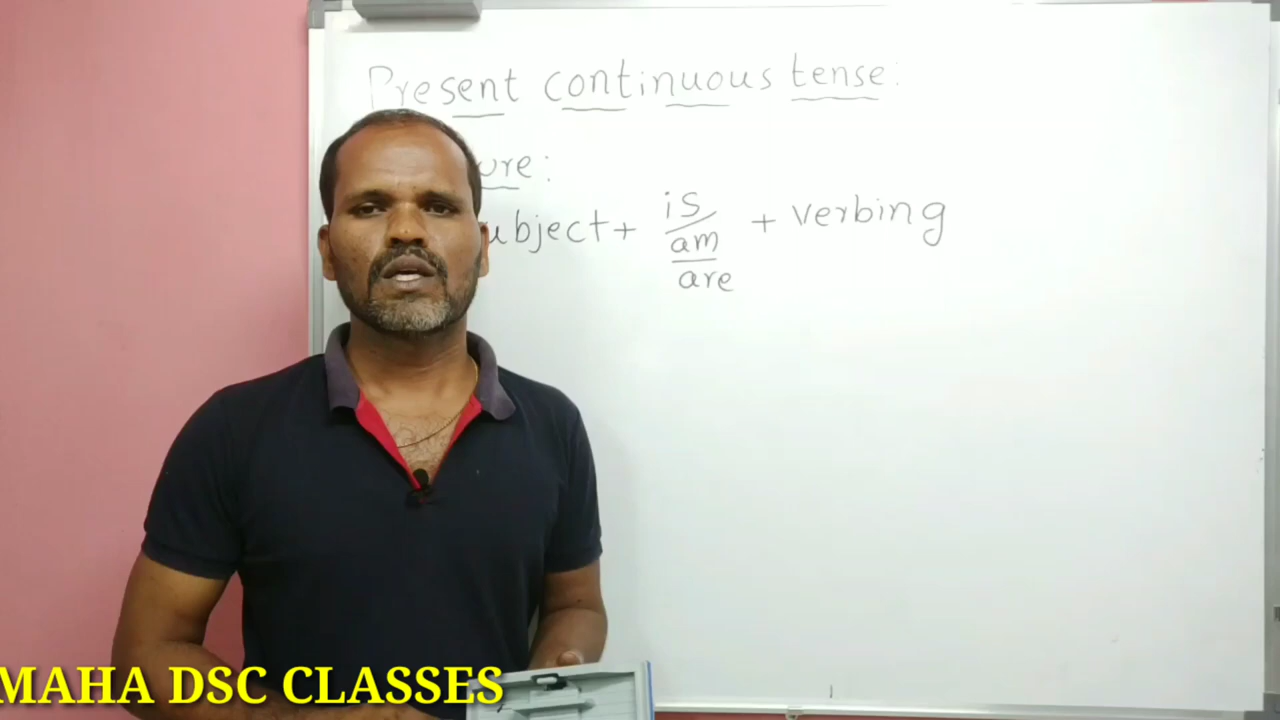 Present continuous tense:
ure:
ubject + is/am/are + verbing
MAHA DSC CLASSES